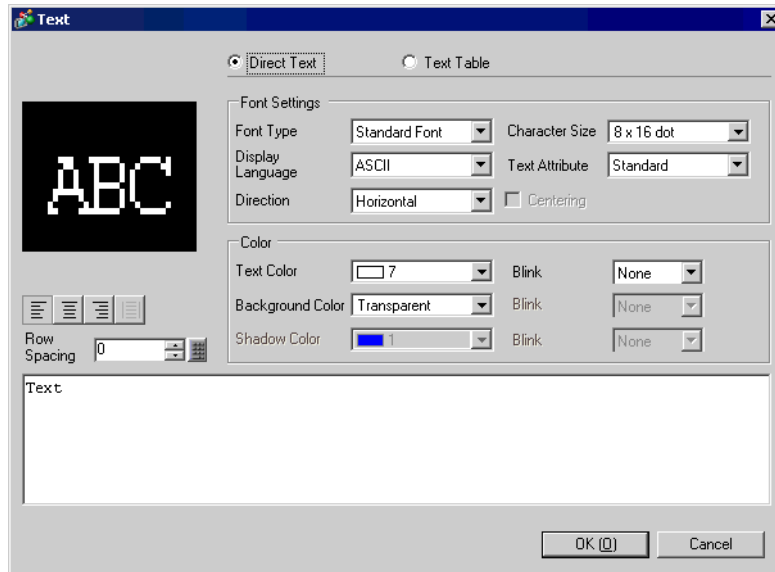 Text
Direct Text Text Table
Font Settings
Font Type Standard Font Character Size 8 x 16 dot
Display Language ASCII Text Attribute Standard
Direction Horizontal Centering
ABC
Color
Text Color 7 Blink None
Background Color Transparent Blink None
Shadow Color 1 Blink None
Row Spacing 0
Text
OK (O) Cancel